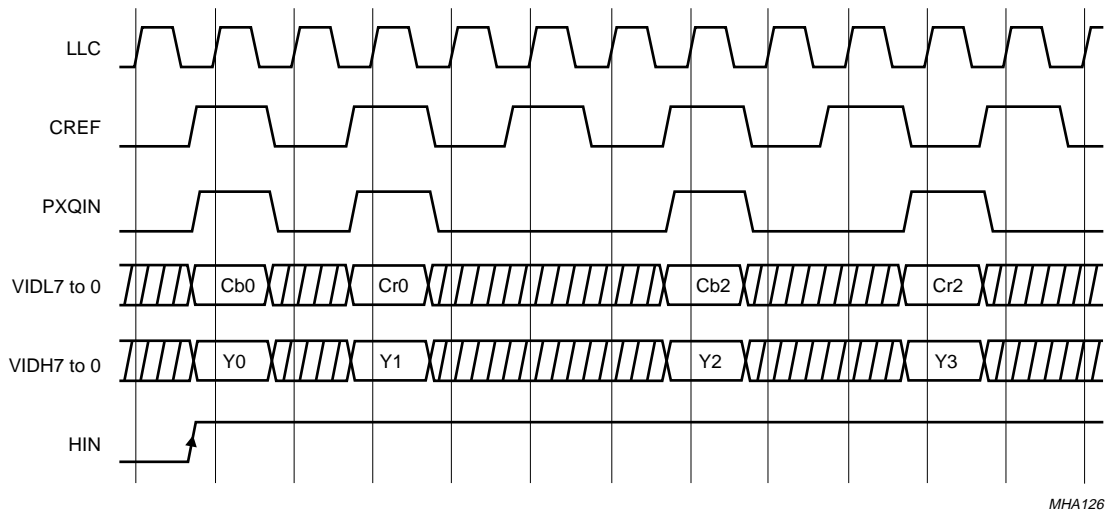 LLC
CREF
PXQIN
VIDL7 to 0
Cb0
Cr0
Cb2
Cr2
VIDH7 to 0
Y0
Y1
Y2
Y3
HIN
MHA126